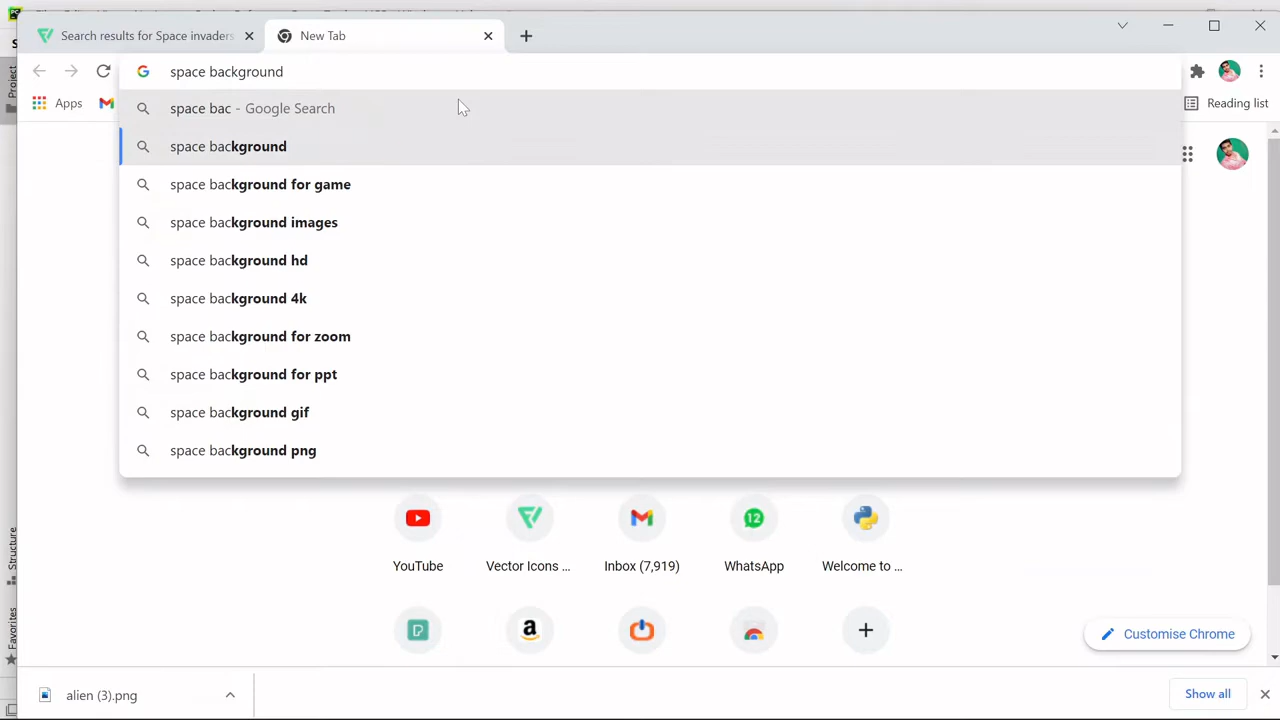 Search results for Space invaders
New Tab
space background
Apps
Reading list
space bac - Google Search
space background
space background for game
space background images
space background hd
space background 4k
space background for zoom
space background for ppt
space background gif
space background png
Project
Structure
Favorites
YouTube
Vector Icons ...
Inbox (7,919)
12
WhatsApp
Welcome to ...
Customise Chrome
alien (3).png
Show all